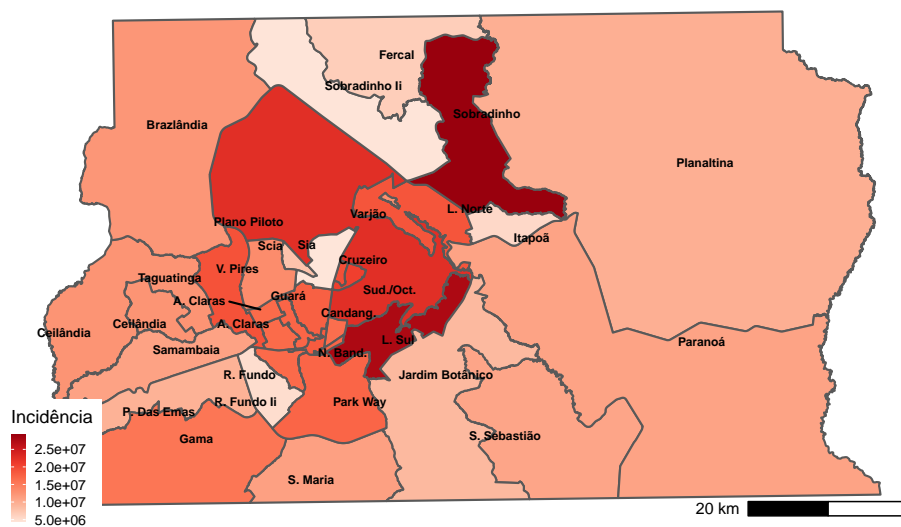 Fercal
Sobradinho Ii
Sobradinho
Brazlândia
Planaltina
L. Norte
Varjão
Plano Piloto
Itapoã
Scia
Sia
Cruzeiro
V. Pires
Taguatinga
Sud./Oct.
Guará
A. Claras
Candang.
Ceilândia
A. Claras
Ceilândia
L. Sul
Paranoá
Samambaia
N. Band.
R. Fundo
Jardim Botânico
R. Fundo Ii
Park Way
P. Das Emas
Gama
S. Sebastião
S. Maria
Incidência
2.5e+07
2.0e+07
1.5e+07
1.0e+07
5.0e+06
20 km